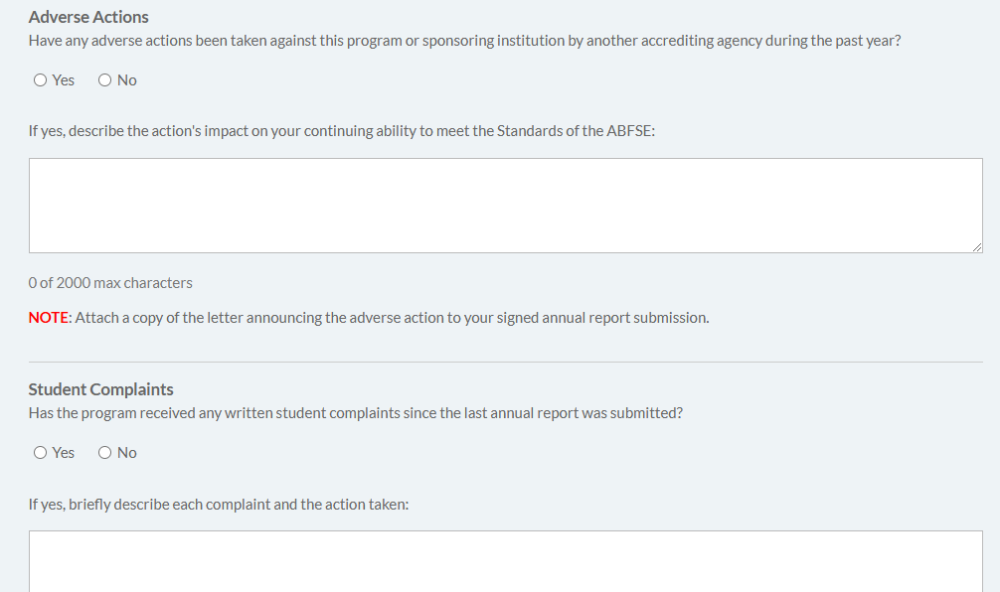 Adverse Actions
Have any adverse actions been taken against this program or sponsoring institution by another accrediting agency during the past year?
Yes No
If yes, describe the action's impact on your continuing ability to meet the Standards of the ABFSE:
0 of 2000 max characters
NOTE: Attach a copy of the letter announcing the adverse action to your signed annual report submission.
Student Complaints
Has the program received any written student complaints since the last annual report was submitted?
Yes No
If yes, briefly describe each complaint and the action taken: